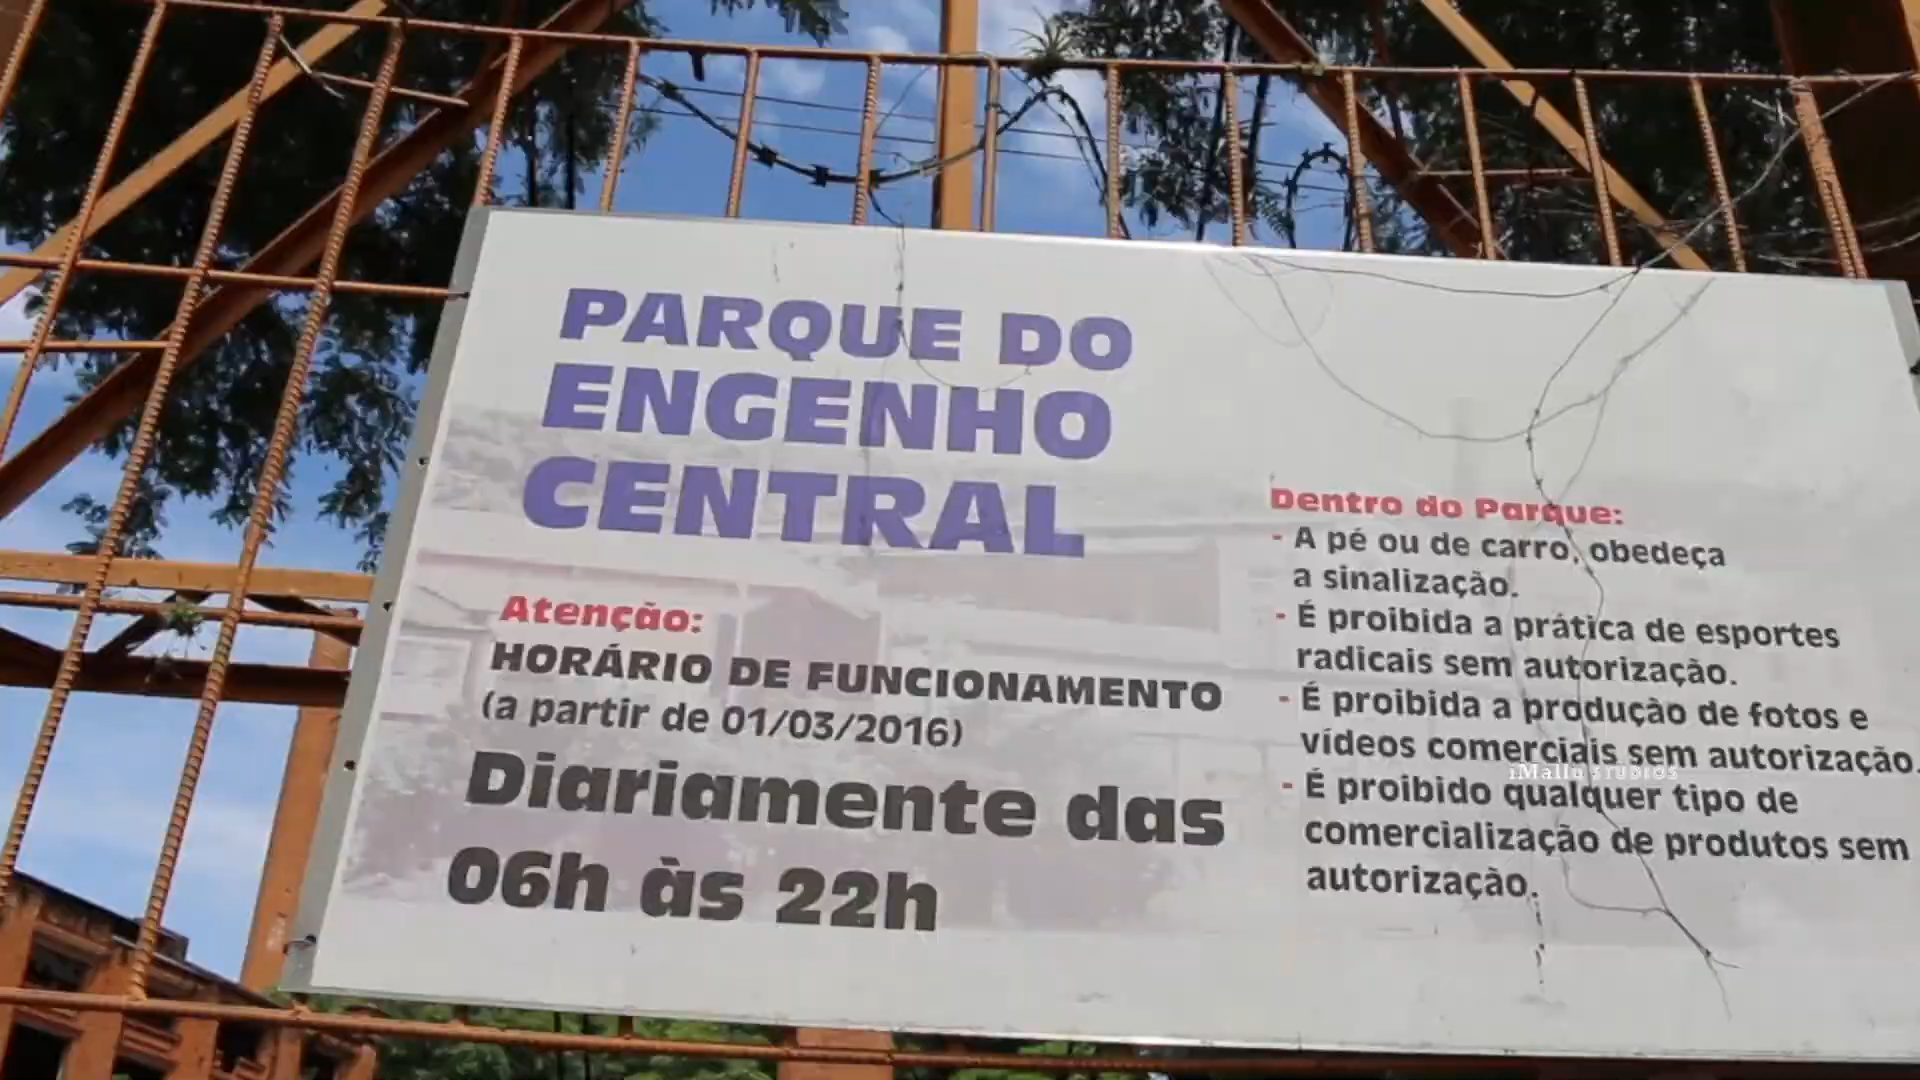 PARQUE DO
ENGENHO
CENTRAL
Atenção:
HORÁRIO DE FUNCIONAMENTO
(a partir de 01/03/2016)
Diariamente das
06h às 22h
Dentro do Parque:
- A pé ou de carro, obedeça
a sinalização.
- É proibida a prática de esportes
radicais sem autorização.
- É proibida a produção de fotos e
vídeos comerciais sem autorização.
- É proibido qualquer tipo de
comercialização de produtos sem
autorização.
iMallu STUDIOS